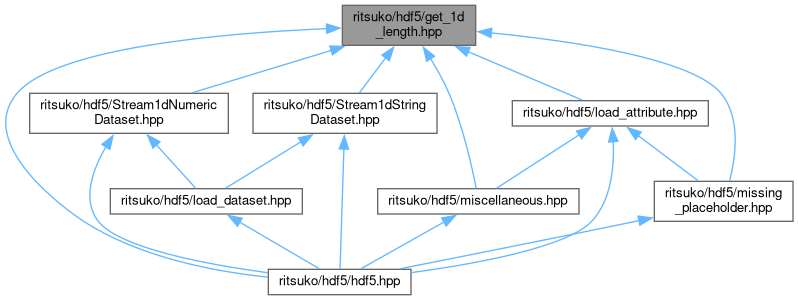 ritsuko/hdf5/get_1d
_length.hpp
ritsuko/hdf5/Stream1dNumeric
Dataset.hpp
ritsuko/hdf5/Stream1dString
Dataset.hpp
ritsuko/hdf5/load_attribute.hpp
ritsuko/hdf5/load_dataset.hpp
ritsuko/hdf5/miscellaneous.hpp
ritsuko/hdf5/missing
_placeholder.hpp
ritsuko/hdf5/hdf5.hpp